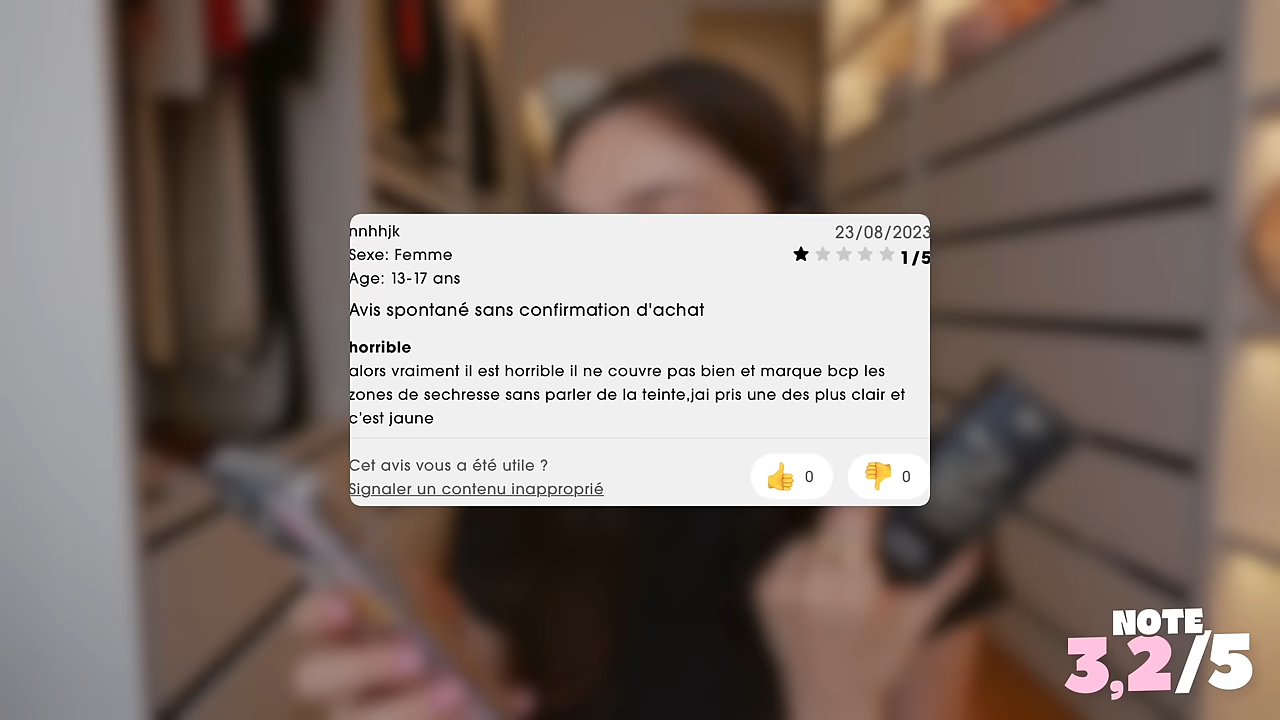 nnhhjk
23/08/2023
Sexe: Femme
1/5
Age: 13-17 ans
Avis spontané sans confirmation d'achat
horrible
alors vraiment il est horrible il ne couvre pas bien et marque bcp les
zones de sechresse sans parler de la teinte,jai pris une des plus clair et
c'est jaune
Cet avis vous a été utile ?
👍 0
👎 0
Signaler un contenu inapproprié
NOTE
3,2/5